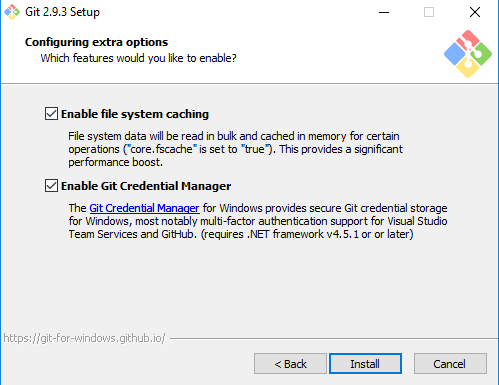 Git 2.9.3 Setup
Configuring extra options
Which features would you like to enable?
Enable file system caching
File system data will be read in bulk and cached in memory for certain
operations ("core.fscache" is set to "true"). This provides a significant
performance boost.
Enable Git Credential Manager
The Git Credential Manager for Windows provides secure Git credential storage
for Windows, most notably multi-factor authentication support for Visual Studio
Team Services and GitHub. (requires .NET framework v4.5.1 or or later)
https://git-for-windows.github.io/
< Back
Install
Cancel